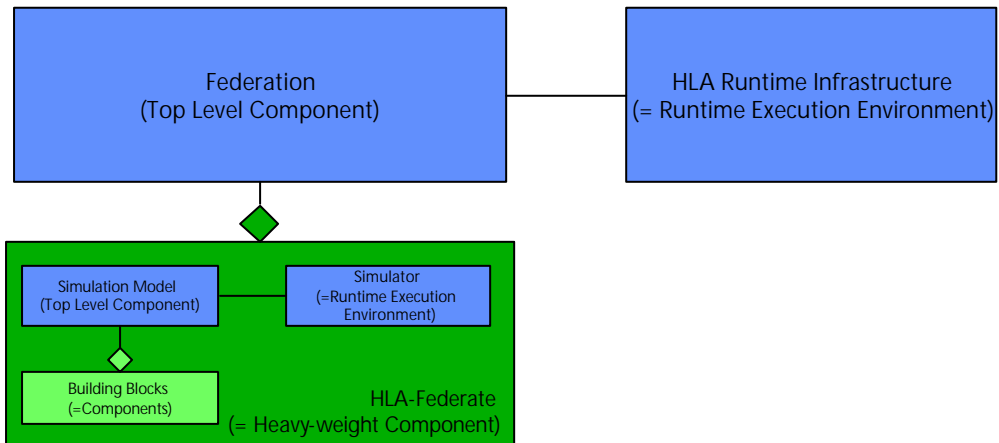 Federation
(Top Level Component)
HLA Runtime Infrastructure
(= Runtime Execution Environment)
Simulation Model
(Top Level Component)
Simulator
(=Runtime Execution
Environment)
Building Blocks
(=Components)
HLA-Federate
(= Heavy-weight Component)